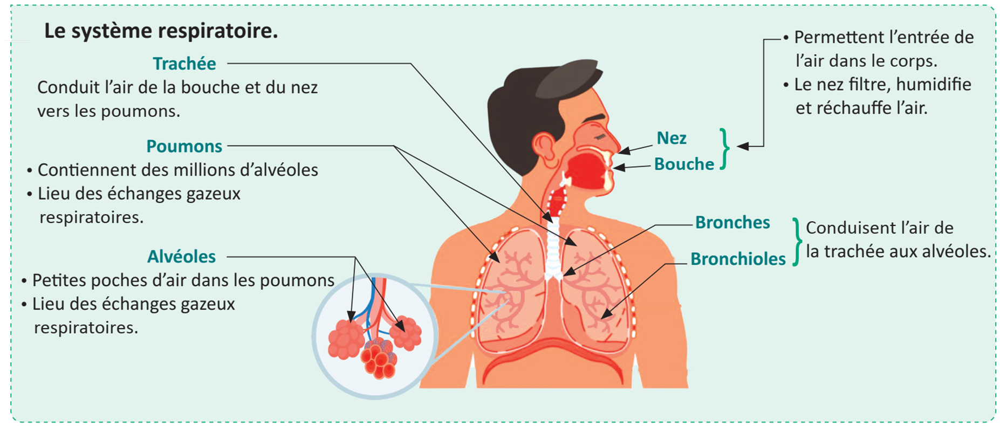 Le système respiratoire.
Trachée
Conduit l’air de la bouche et du nez
vers les poumons.
Poumons
• Contiennent des millions d’alvéoles
• Lieu des échanges gazeux
respiratoires.
Alvéoles
• Petites poches d’air dans les poumons
• Lieu des échanges gazeux
respiratoires.
• Permettent l’entrée de
l’air dans le corps.
• Le nez filtre, humidifie
et réchauffe l’air.
Nez
Bouche
Bronches
Bronchioles
Conduisent l’air de
la trachée aux alvéoles.